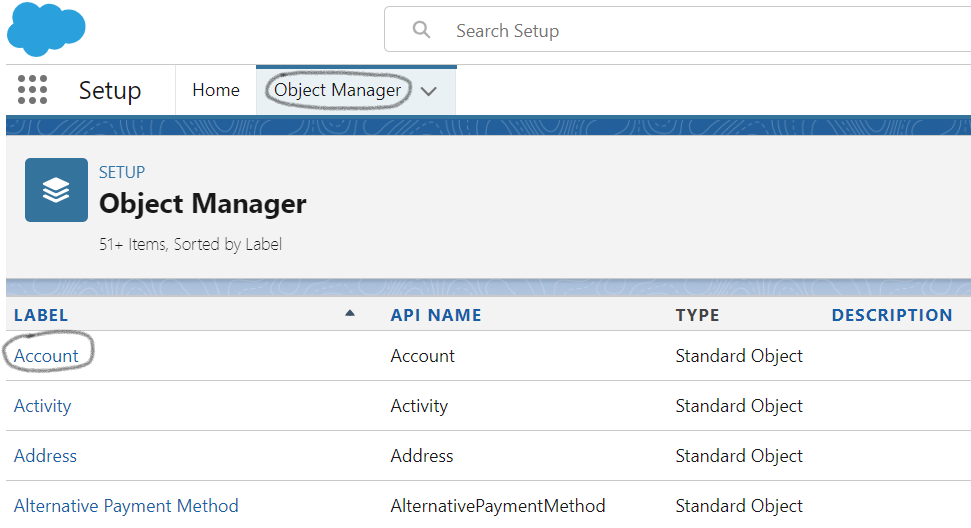 Search Setup
Setup Home Object Manager
SETUP
Object Manager
51+ Items, Sorted by Label
LABEL API NAME TYPE DESCRIPTION
Account Account Standard Object
Activity Activity Standard Object
Address Address Standard Object
Alternative Payment Method AlternativePaymentMethod Standard Object